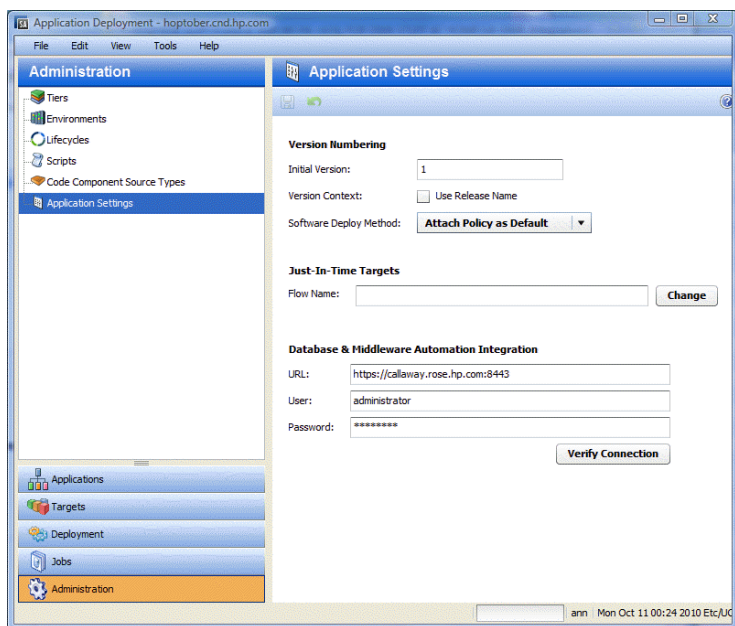 Application Deployment - hoptober.cnd.hp.com
File Edit View Tools Help
Administration
Tiers
Environments
Lifecycles
Scripts
Code Component Source Types
Application Settings
Applications
Targets
Deployment
Jobs
Administration
Application Settings
Version Numbering
Initial Version: 1
Version Context: Use Release Name
Software Deploy Method: Attach Policy as Default
Just-In-Time Targets
Flow Name: Change
Database & Middleware Automation Integration
URL: https://callaway.rose.hp.com:8443
User: administrator
Password: ********
Verify Connection
ann Mon Oct 11 00:24 2010 Etc/UC